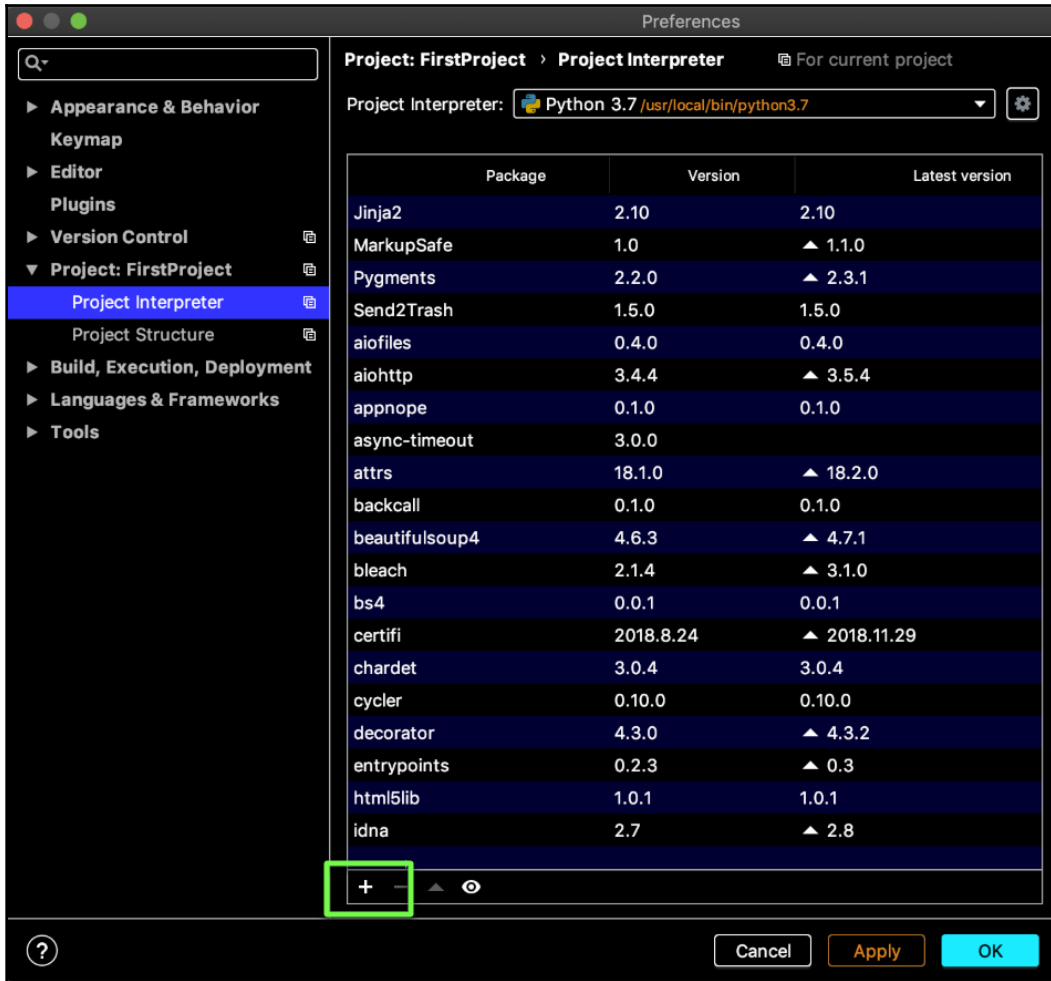 Preferences
Project: FirstProject › Project Interpreter For current project
Appearance & Behavior
Keymap
Editor
Plugins
Version Control
Project: FirstProject
Project Interpreter
Project Structure
Build, Execution, Deployment
Languages & Frameworks
Tools
Project Interpreter: Python 3.7 /usr/local/bin/python3.7
Package Version Latest version
Jinja2 2.10 2.10
MarkupSafe 1.0 ▲ 1.1.0
Pygments 2.2.0 ▲ 2.3.1
Send2Trash 1.5.0 1.5.0
aiofiles 0.4.0 0.4.0
aiohttp 3.4.4 ▲ 3.5.4
appnope 0.1.0 0.1.0
async-timeout 3.0.0
attrs 18.1.0 ▲ 18.2.0
backcall 0.1.0 0.1.0
beautifulsoup4 4.6.3 ▲ 4.7.1
bleach 2.1.4 ▲ 3.1.0
bs4 0.0.1 0.0.1
certifi 2018.8.24 ▲ 2018.11.29
chardet 3.0.4 3.0.4
cycler 0.10.0 0.10.0
decorator 4.3.0 ▲ 4.3.2
entrypoints 0.2.3 ▲ 0.3
html5lib 1.0.1 1.0.1
idna 2.7 ▲ 2.8
+ −
? Cancel Apply OK